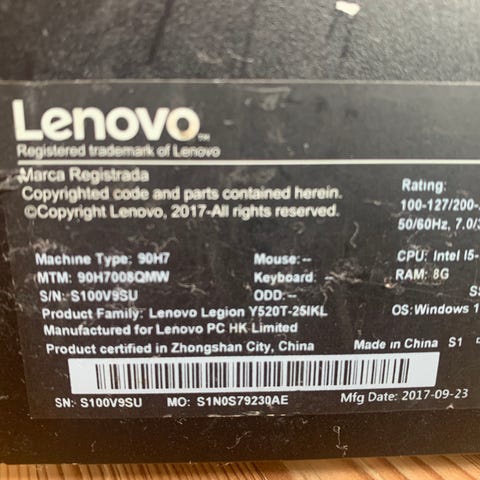 Lenovo™
Registered trademark of Lenovo
Marca Registrada
Copyrighted code and parts contained herein.
©Copyright Lenovo, 2017-All rights reserved.
Rating:
100-127/200-
50/60Hz, 7.0/3
Machine Type: 90H7
MTM: 90H7008QMW
S/N: S100V9SU
Mouse:--
Keyboard:--
ODD:--
CPU: Intel I5-
RAM: 8G
SS
OS:Windows 1
Product Family: Lenovo Legion Y520T-25IKL
Manufactured for Lenovo PC HK Limited
Product certified in Zhongshan City, China
Made in China S1
SN: S100V9SU MO: S1N0S79230AE Mfg Date: 2017-09-23